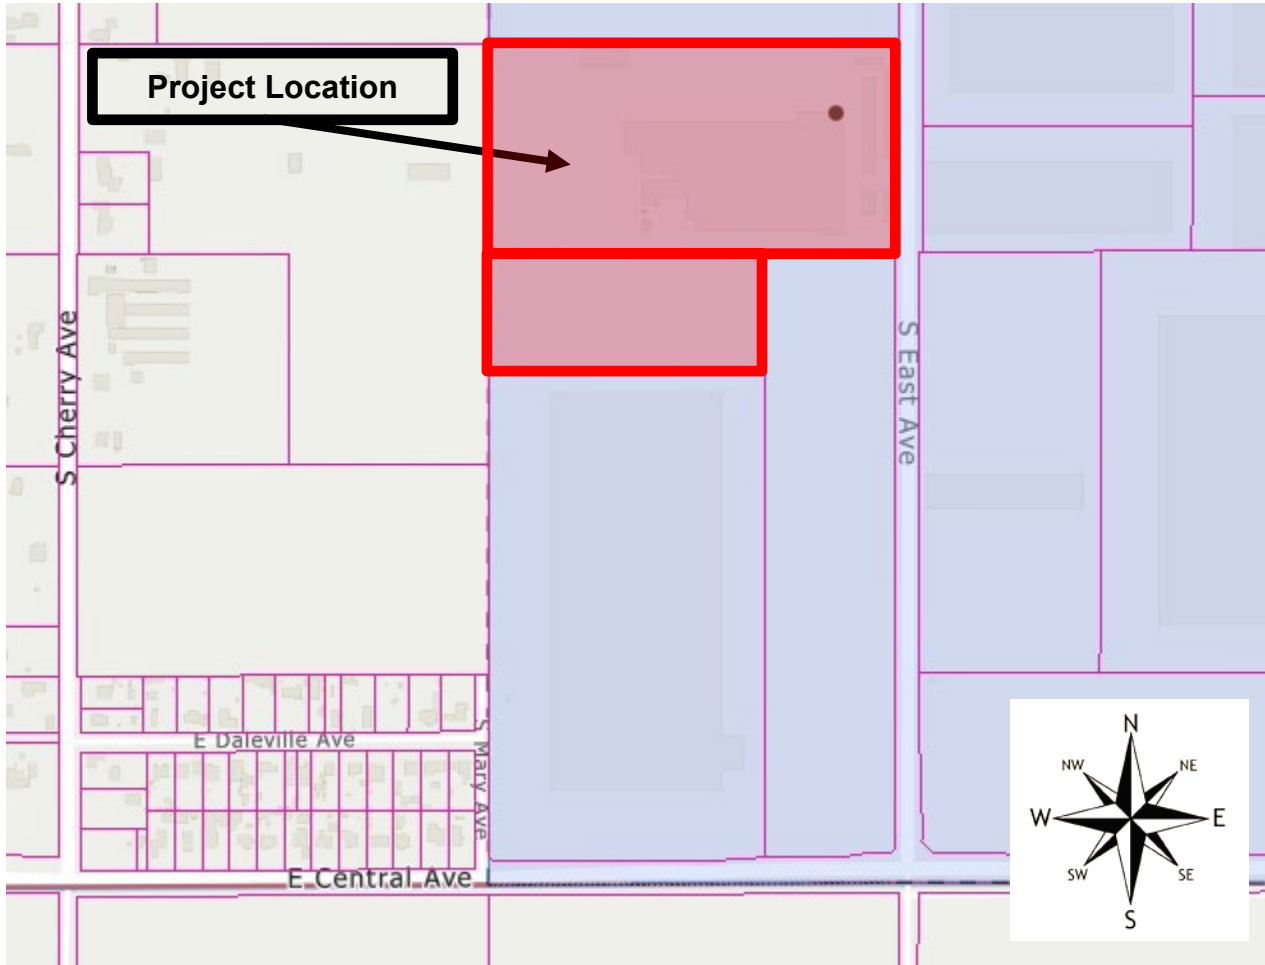 Project Location
S Cherry Ave
S East Ave
E Daleville Ave
S Mary Ave
E Central Ave
N
NW
NE
W
E
SW
SE
S